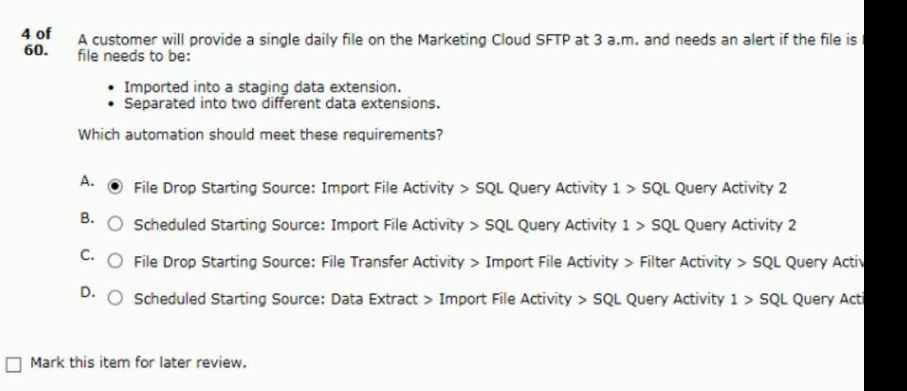 4 of
60.
A customer will provide a single daily file on the Marketing Cloud SFTP at 3 a.m. and needs an alert if the file is
file needs to be:
• Imported into a staging data extension.
• Separated into two different data extensions.
Which automation should meet these requirements?
A. File Drop Starting Source: Import File Activity > SQL Query Activity 1 > SQL Query Activity 2
B. Scheduled Starting Source: Import File Activity > SQL Query Activity 1 > SQL Query Activity 2
C. File Drop Starting Source: File Transfer Activity > Import File Activity > Filter Activity > SQL Query Activ
D. Scheduled Starting Source: Data Extract > Import File Activity > SQL Query Activity 1 > SQL Query Acti
Mark this item for later review.